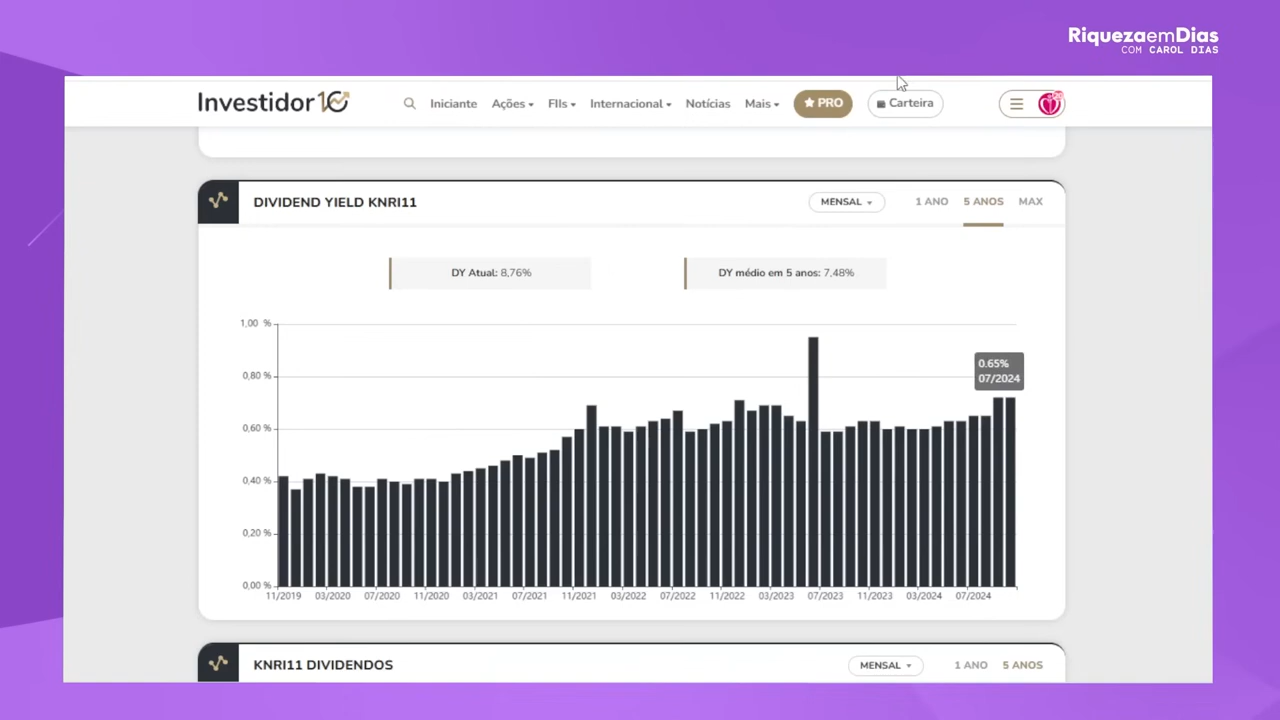 RiquezaemDias
COM CAROL DIAS
Investidor 10
Iniciante Ações FIIs Internacional Notícias Mais PRO Carteira
DIVIDEND YIELD KNRI11 MENSAL 1 ANO 5 ANOS MAX
DY Atual: 8,76% DY médio em 5 anos: 7,48%
1,00 %
0,80 %
0,60 %
0,40 %
0,20 %
0,00 %
0.65%
07/2024
11/2019 03/2020 07/2020 11/2020 03/2021 07/2021 11/2021 03/2022 07/2022 11/2022 03/2023 07/2023 11/2023 03/2024 07/2024
KNRI11 DIVIDENDOS MENSAL 1 ANO 5 ANOS